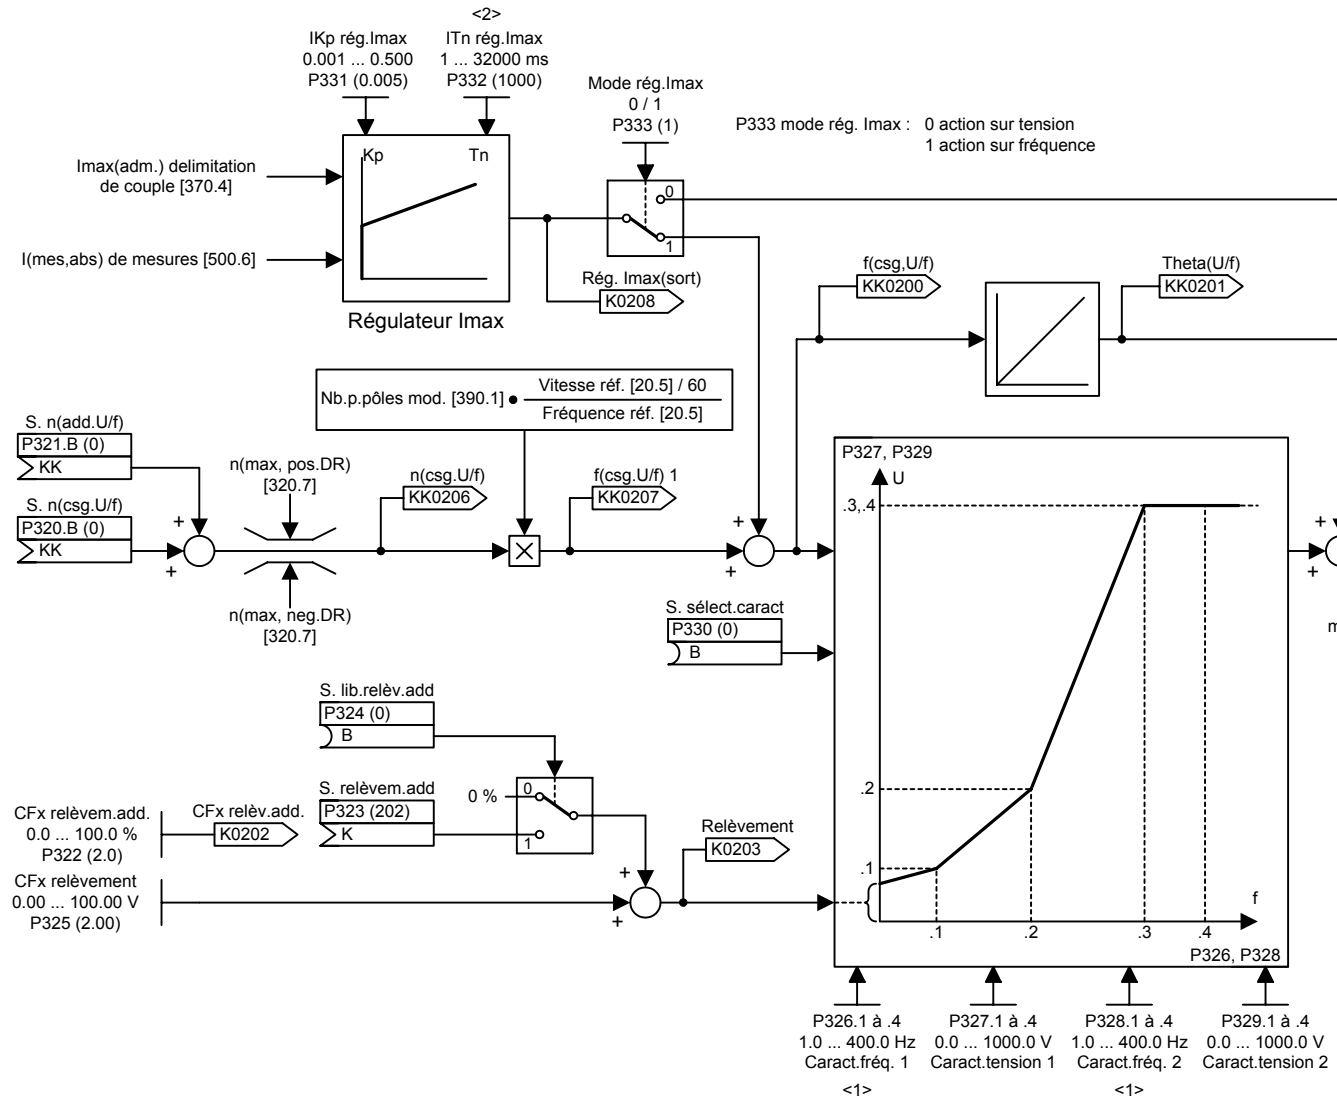 <2>
IKp rég.Imax
0.001 ... 0.500
P331 (0.005)
ITn rég.Imax
1 ... 32000 ms
P332 (1000)
Mode rég.Imax
0 / 1
P333 (1)
P333 mode rég. Imax : 0 action sur tension
1 action sur fréquence
Kp
Tn
Imax(adm.) delimitation
de couple [370.4]
I(mes,abs) de mesures [500.6]
0
1
Rég. Imax(sort)
K0208
Régulateur Imax
f(csg,U/f)
KK0200
Theta(U/f)
KK0201
Nb.p.pôles mod. [390.1] ●
Vitesse réf. [20.5] / 60
Fréquence réf. [20.5]
S. n(add.U/f)
P321.B (0)
KK
S. n(csg.U/f)
P320.B (0)
KK
+
+
n(max, pos.DR)
[320.7]
n(max, neg.DR)
[320.7]
n(csg.U/f)
KK0206
×
f(csg.U/f) 1
KK0207
+
+
P327, P329
U
.3,.4
.2
.1
f
.1
.2
.3
.4
P326, P328
+
+
m
S. sélect.caract
P330 (0)
B
S. lib.relèv.add
P324 (0)
B
0 %
0
1
S. relèvem.add
P323 (202)
K
CFx relèvem.add.
0.0 ... 100.0 %
P322 (2.0)
CFx relèv.add.
K0202
CFx relèvement
0.00 ... 100.00 V
P325 (2.00)
+
+
Relèvement
K0203
P326.1 à .4
1.0 ... 400.0 Hz
Caract.fréq. 1
<1>
P327.1 à .4
0.0 ... 1000.0 V
Caract.tension 1
P328.1 à .4
1.0 ... 400.0 Hz
Caract.fréq. 2
<1>
P329.1 à .4
0.0 ... 1000.0 V
Caract.tension 2